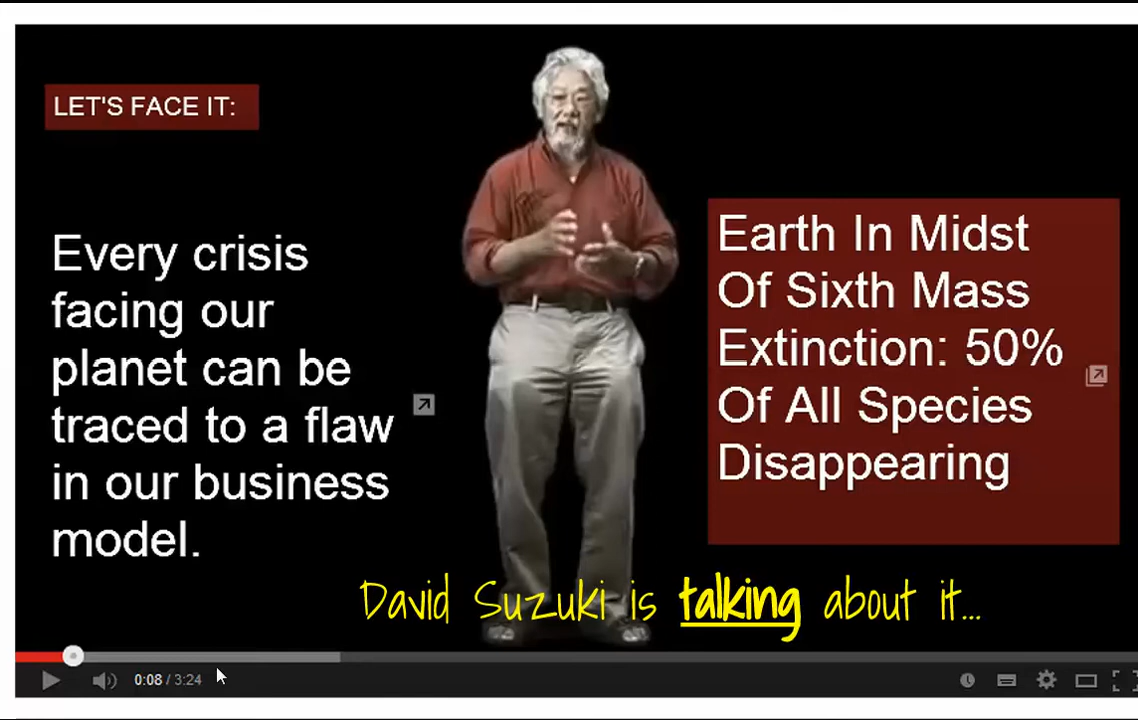 LET'S FACE IT:
Every crisis
facing our
planet can be
traced to a flaw
in our business
model.
Earth In Midst
Of Sixth Mass
Extinction: 50%
Of All Species
Disappearing
David Suzuki is talking about it...
0:08 / 3:24